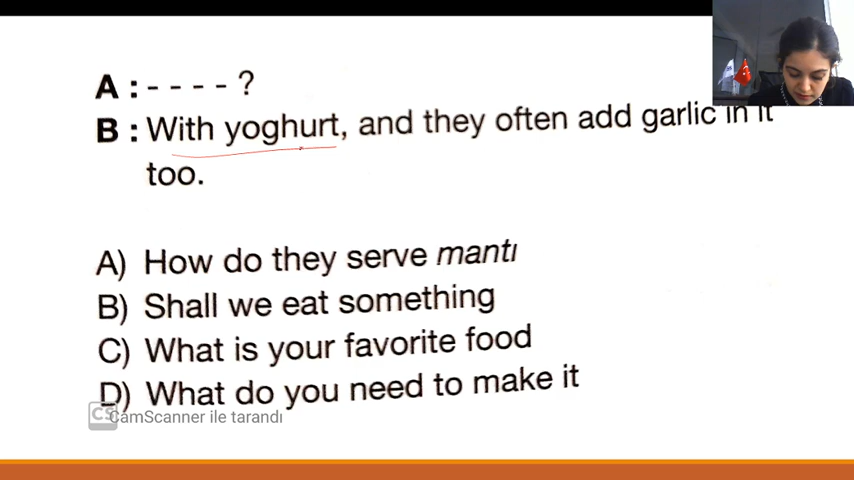 A : - - - - ?
B : With yoghurt, and they often add garlic in it
too.
A) How do they serve mantı
B) Shall we eat something
C) What is your favorite food
D) What do you need to make it
CS CamScanner ile tarandı